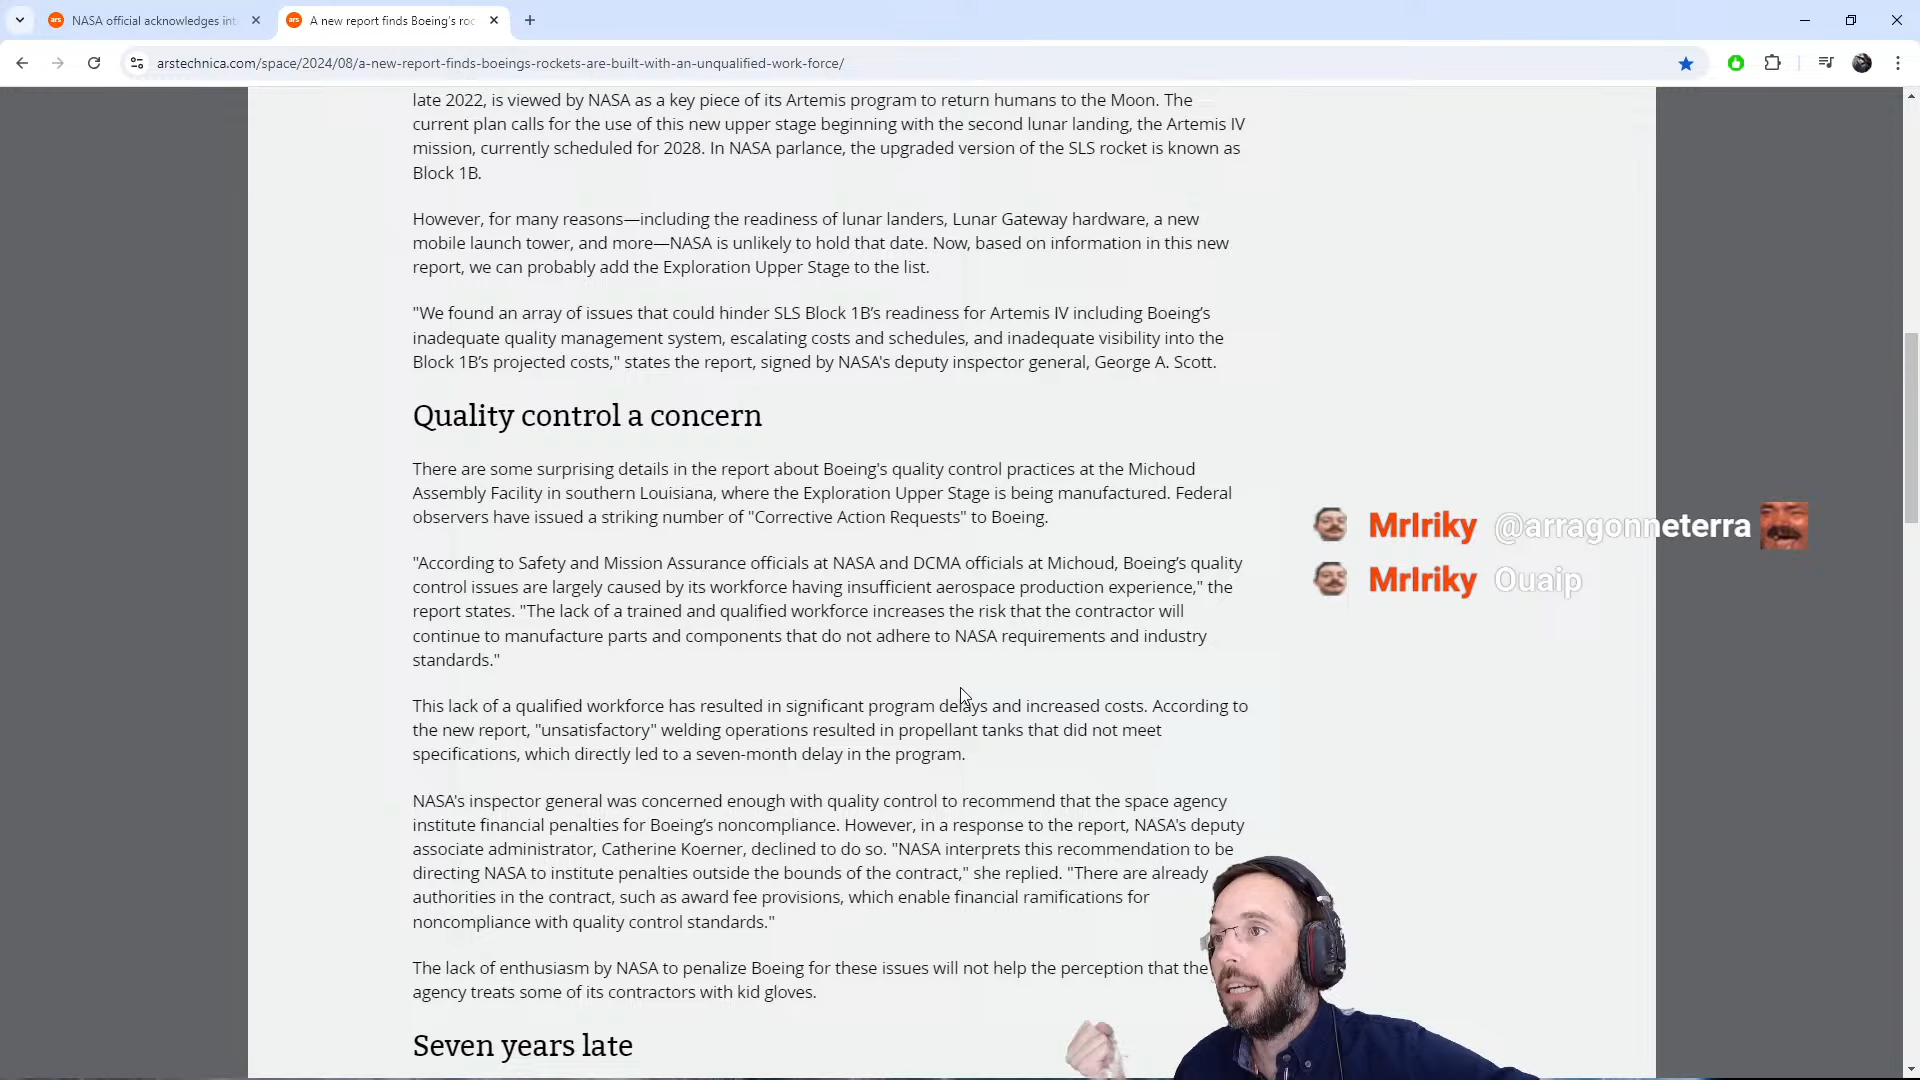 NASA official acknowledges int
A new report finds Boeing's roc
arstechnica.com/space/2024/08/a-new-report-finds-boeings-rockets-are-built-with-an-unqualified-work-force/
late 2022, is viewed by NASA as a key piece of its Artemis program to return humans to the Moon. The
current plan calls for the use of this new upper stage beginning with the second lunar landing, the Artemis IV
mission, currently scheduled for 2028. In NASA parlance, the upgraded version of the SLS rocket is known as
Block 1B.
However, for many reasons—including the readiness of lunar landers, Lunar Gateway hardware, a new
mobile launch tower, and more—NASA is unlikely to hold that date. Now, based on information in this new
report, we can probably add the Exploration Upper Stage to the list.
"We found an array of issues that could hinder SLS Block 1B’s readiness for Artemis IV including Boeing’s
inadequate quality management system, escalating costs and schedules, and inadequate visibility into the
Block 1B’s projected costs," states the report, signed by NASA's deputy inspector general, George A. Scott.
Quality control a concern
There are some surprising details in the report about Boeing's quality control practices at the Michoud
Assembly Facility in southern Louisiana, where the Exploration Upper Stage is being manufactured. Federal
observers have issued a striking number of "Corrective Action Requests" to Boeing.
"According to Safety and Mission Assurance officials at NASA and DCMA officials at Michoud, Boeing’s quality
control issues are largely caused by its workforce having insufficient aerospace production experience," the
report states. "The lack of a trained and qualified workforce increases the risk that the contractor will
continue to manufacture parts and components that do not adhere to NASA requirements and industry
standards."
This lack of a qualified workforce has resulted in significant program delays and increased costs. According to
the new report, "unsatisfactory" welding operations resulted in propellant tanks that did not meet
specifications, which directly led to a seven-month delay in the program.
NASA's inspector general was concerned enough with quality control to recommend that the space agency
institute financial penalties for Boeing’s noncompliance. However, in a response to the report, NASA's deputy
associate administrator, Catherine Koerner, declined to do so. "NASA interprets this recommendation to be
directing NASA to institute penalties outside the bounds of the contract," she replied. "There are already
authorities in the contract, such as award fee provisions, which enable financial ramifications for
noncompliance with quality control standards."
The lack of enthusiasm by NASA to penalize Boeing for these issues will not help the perception that the
agency treats some of its contractors with kid gloves.
Seven years late
MrIriky @arragonneterra
MrIriky Ouaip